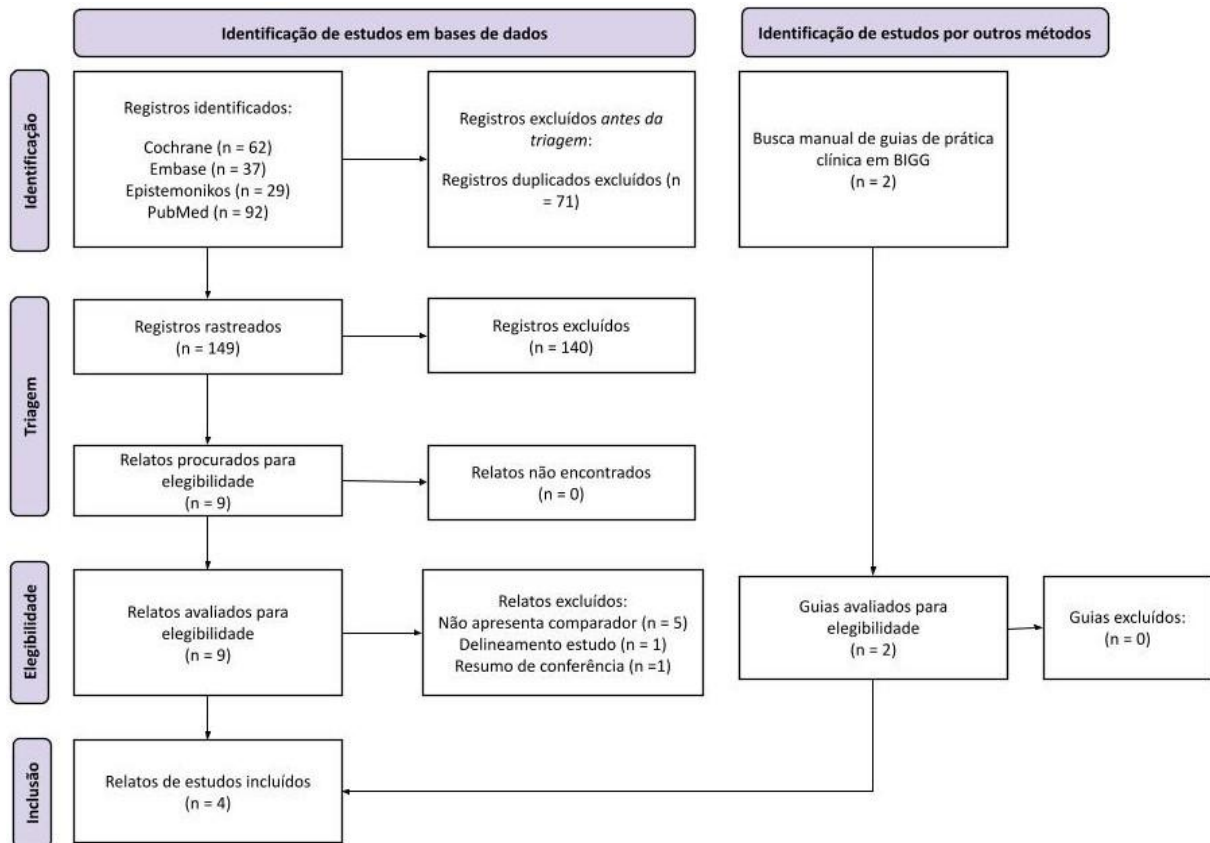 Identificação de estudos em bases de dados
Identificação de estudos por outros métodos
Identificação
Registros identificados:
Cochrane (n = 62)
Embase (n = 37)
Epistemonikos (n = 29)
PubMed (n = 92)
Registros excluídos antes da
triagem:
Registros duplicados excluídos (n
= 71)
Busca manual de guias de prática
clínica em BIGG
(n = 2)
Triagem
Registros rastreados
(n = 149)
Registros excluídos
(n = 140)
Relatos procurados para
elegibilidade
(n = 9)
Relatos não encontrados
(n = 0)
Elegibilidade
Relatos avaliados para
elegibilidade
(n = 9)
Relatos excluídos:
Não apresenta comparador (n = 5)
Delineamento estudo (n = 1)
Resumo de conferência (n =1)
Guias avaliados para
elegibilidade
(n = 2)
Guias excluídos:
(n = 0)
Inclusão
Relatos de estudos incluídos
(n = 4)